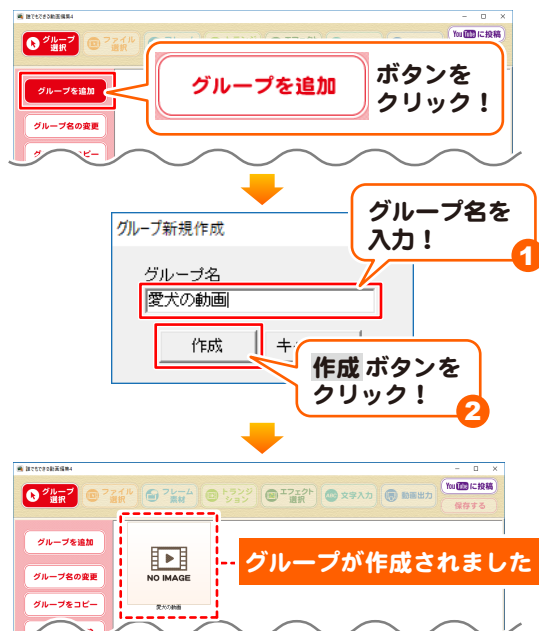 誰でもできる動画編集4
グループ選択
ファイル選択
YouTubeに投稿
グループを追加
グループを追加
ボタンを
クリック！
グループ名の変更
グループ新規作成
グループ名を
入力！
1
グループ名
愛犬の動画
作成
作成 ボタンを
クリック！
2
誰でもできる動画編集4
グループ選択
ファイル選択
フレーム素材
トランジション
エフェクト選択
文字入力
動画出力
YouTubeに投稿
保存する
グループを追加
NO IMAGE
グループが作成されました
グループ名の変更
グループをコピー
愛犬の動画